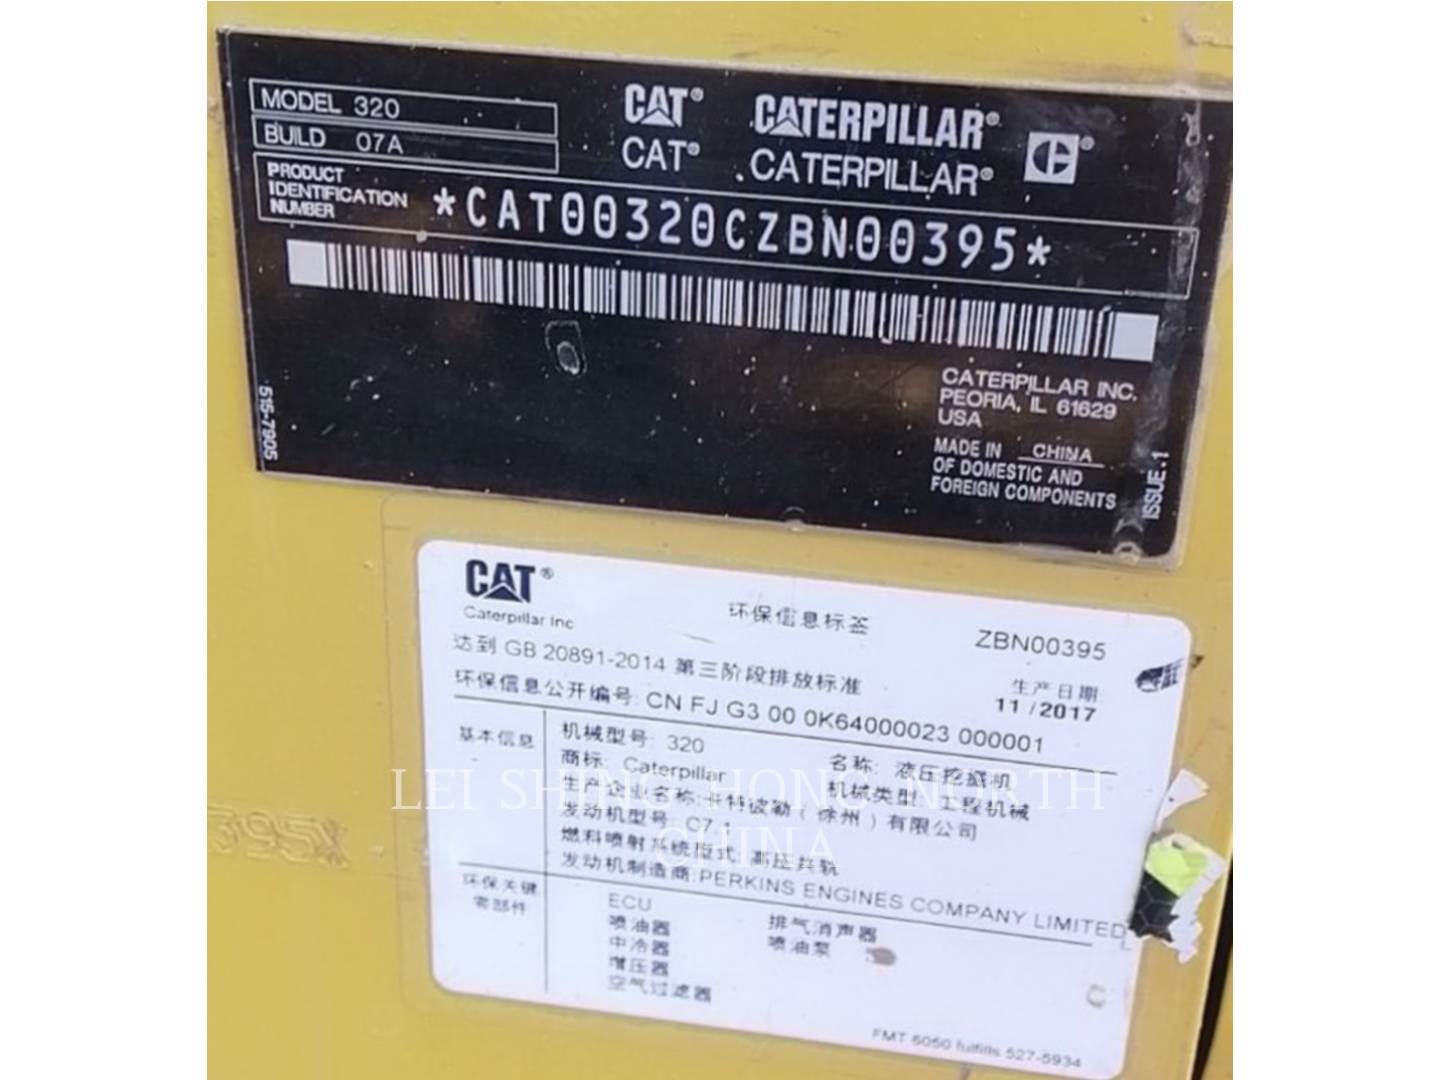 MODEL 320
BUILD 07A
CAT® CATERPILLAR®
CAT® CATERPILLAR®
PRODUCT
IDENTIFICATION
NUMBER
*CAT00320CZBN00395*
515-7905
CATERPILLAR INC.
PEORIA, IL 61629
USA
MADE IN CHINA
OF DOMESTIC AND
FOREIGN COMPONENTS
ISSUE.1
CAT®
Caterpillar Inc
环保信息标签
ZBN00395
达到 GB 20891-2014 第三阶段排放标准
生产日期
11/2017
环保信息公开编号: CN FJ G3 00 0K64000023 000001
基本信息
机械型号: 320
名称: 液压挖掘机
商标: Caterpillar
机械类型: 工程机械
生产企业名称:卡特彼勒(徐州)有限公司
发动机型号: C7.1
燃料喷射系统型式: 高压共轨
发动机制造商:PERKINS ENGINES COMPANY LIMITED
环保关键
零部件
ECU
喷油器
中冷器
增压器
空气过滤器
排气消声器
喷油泵
FMT 6050 fulfills 527-5934
LEI SHING HONG NORTH
CHINA
395X